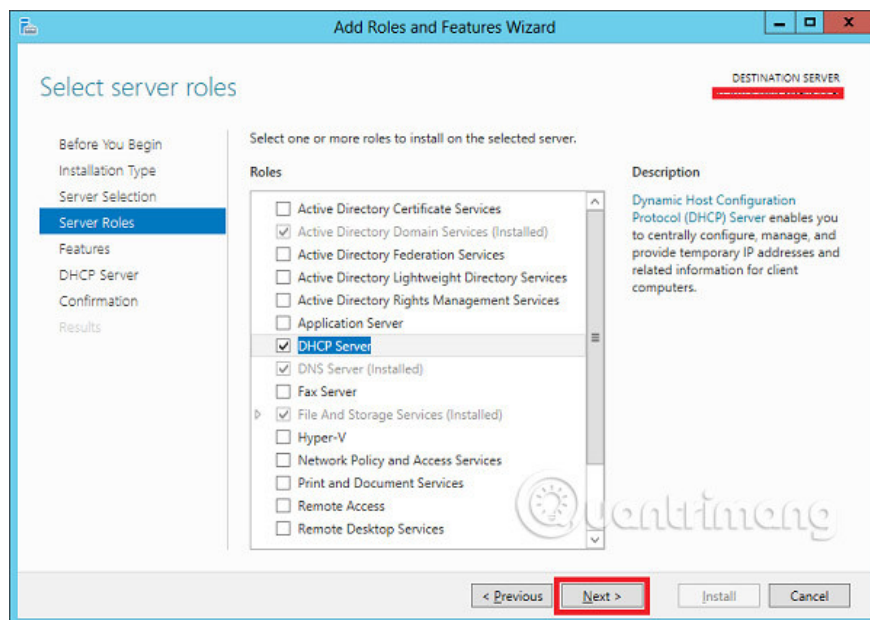 Add Roles and Features Wizard
Select server roles
DESTINATION SERVER
Before You Begin
Installation Type
Server Selection
Server Roles
Features
DHCP Server
Confirmation
Results
Select one or more roles to install on the selected server.
Roles
Active Directory Certificate Services
Active Directory Domain Services (Installed)
Active Directory Federation Services
Active Directory Lightweight Directory Services
Active Directory Rights Management Services
Application Server
DHCP Server
DNS Server (Installed)
Fax Server
File And Storage Services (Installed)
Hyper-V
Network Policy and Access Services
Print and Document Services
Remote Access
Remote Desktop Services
Description
Dynamic Host Configuration
Protocol (DHCP) Server enables you
to centrally configure, manage, and
provide temporary IP addresses and
related information for client
computers.
Quantrimang
< Previous
Next >
Install
Cancel